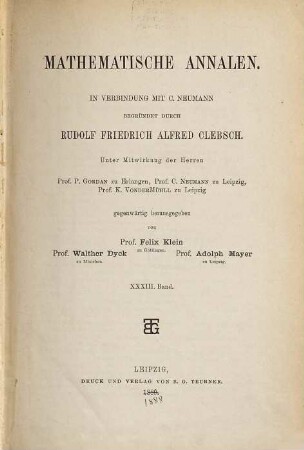 MATHEMATISCHE ANNALEN.
IN VERBINDUNG MIT C. NEUMANN
BEGRÜNDET DURCH
RUDOLF FRIEDRICH ALFRED CLEBSCH.
Unter Mitwirkung der Herren
Prof. P. GORDAN zu Erlangen, Prof. C. NEUMANN zu Leipzig,
Prof. K. VONDERMÜHLL zu Leipzig
gegenwärtig herausgegeben
von
Prof. Felix Klein
zu Göttingen
Prof. Walther Dyck Prof. Adolph Mayer
zu München zu Leipzig.
XXXIII. Band.
BGT
LEIPZIG,
DRUCK UND VERLAG VON B. G. TEUBNER.
1888